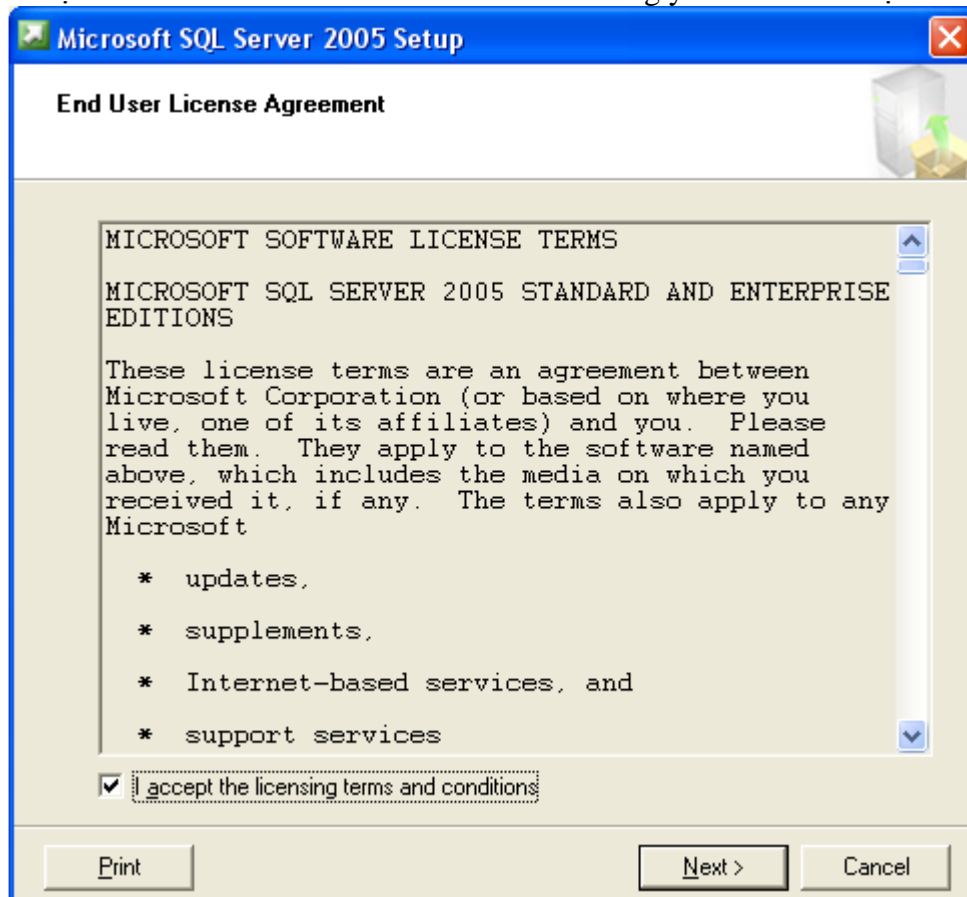 Microsoft SQL Server 2005 Setup
End User License Agreement
MICROSOFT SOFTWARE LICENSE TERMS
MICROSOFT SQL SERVER 2005 STANDARD AND ENTERPRISE
EDITIONS
These license terms are an agreement between
Microsoft Corporation (or based on where you
live, one of its affiliates) and you.  Please
read them.  They apply to the software named
above, which includes the media on which you
received it, if any.  The terms also apply to any
Microsoft
*  updates,
*  supplements,
*  Internet-based services, and
*  support services
I accept the licensing terms and conditions
Print
Next >
Cancel